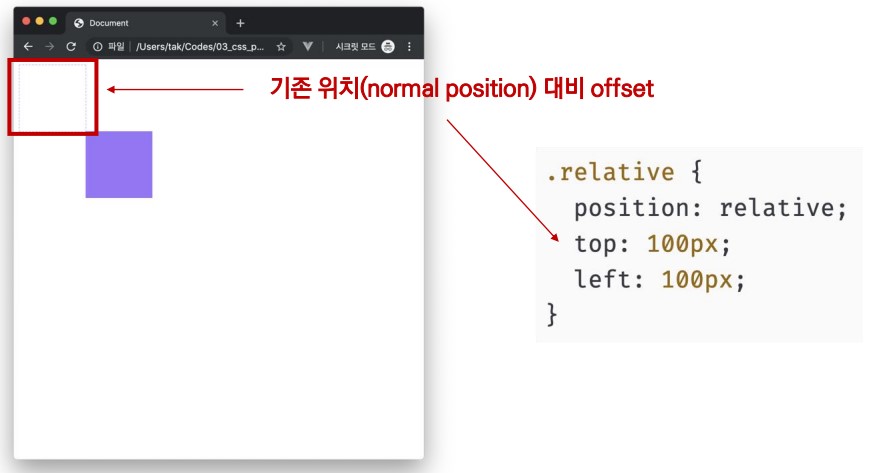 Document
파일 /Users/tak/Codes/03_css_p... 시크릿 모드
기존 위치(normal position) 대비 offset
.relative {
position: relative;
top: 100px;
left: 100px;
}